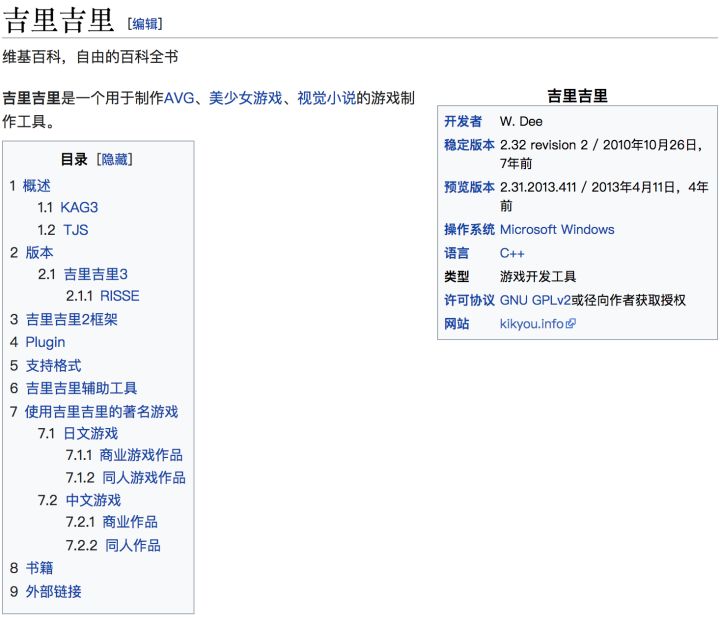 吉里吉里 [编辑]
维基百科，自由的百科全书
吉里吉里是一个用于制作AVG、美少女游戏、视觉小说的游戏制
作工具。
目录 [隐藏]
1 概述
1.1 KAG3
1.2 TJS
2 版本
2.1 吉里吉里3
2.1.1 RISSE
3 吉里吉里2框架
4 Plugin
5 支持格式
6 吉里吉里辅助工具
7 使用吉里吉里的著名游戏
7.1 日文游戏
7.1.1 商业游戏作品
7.1.2 同人游戏作品
7.2 中文游戏
7.2.1 商业作品
7.2.2 同人作品
8 书籍
9 外部链接
吉里吉里
开发者 W. Dee
稳定版本 2.32 revision 2 / 2010年10月26日，
7年前
预览版本 2.31.2013.411 / 2013年4月11日，4年
前
操作系统 Microsoft Windows
语言 C++
类型 游戏开发工具
许可协议 GNU GPLv2或径向作者获取授权
网站 kikyou.info